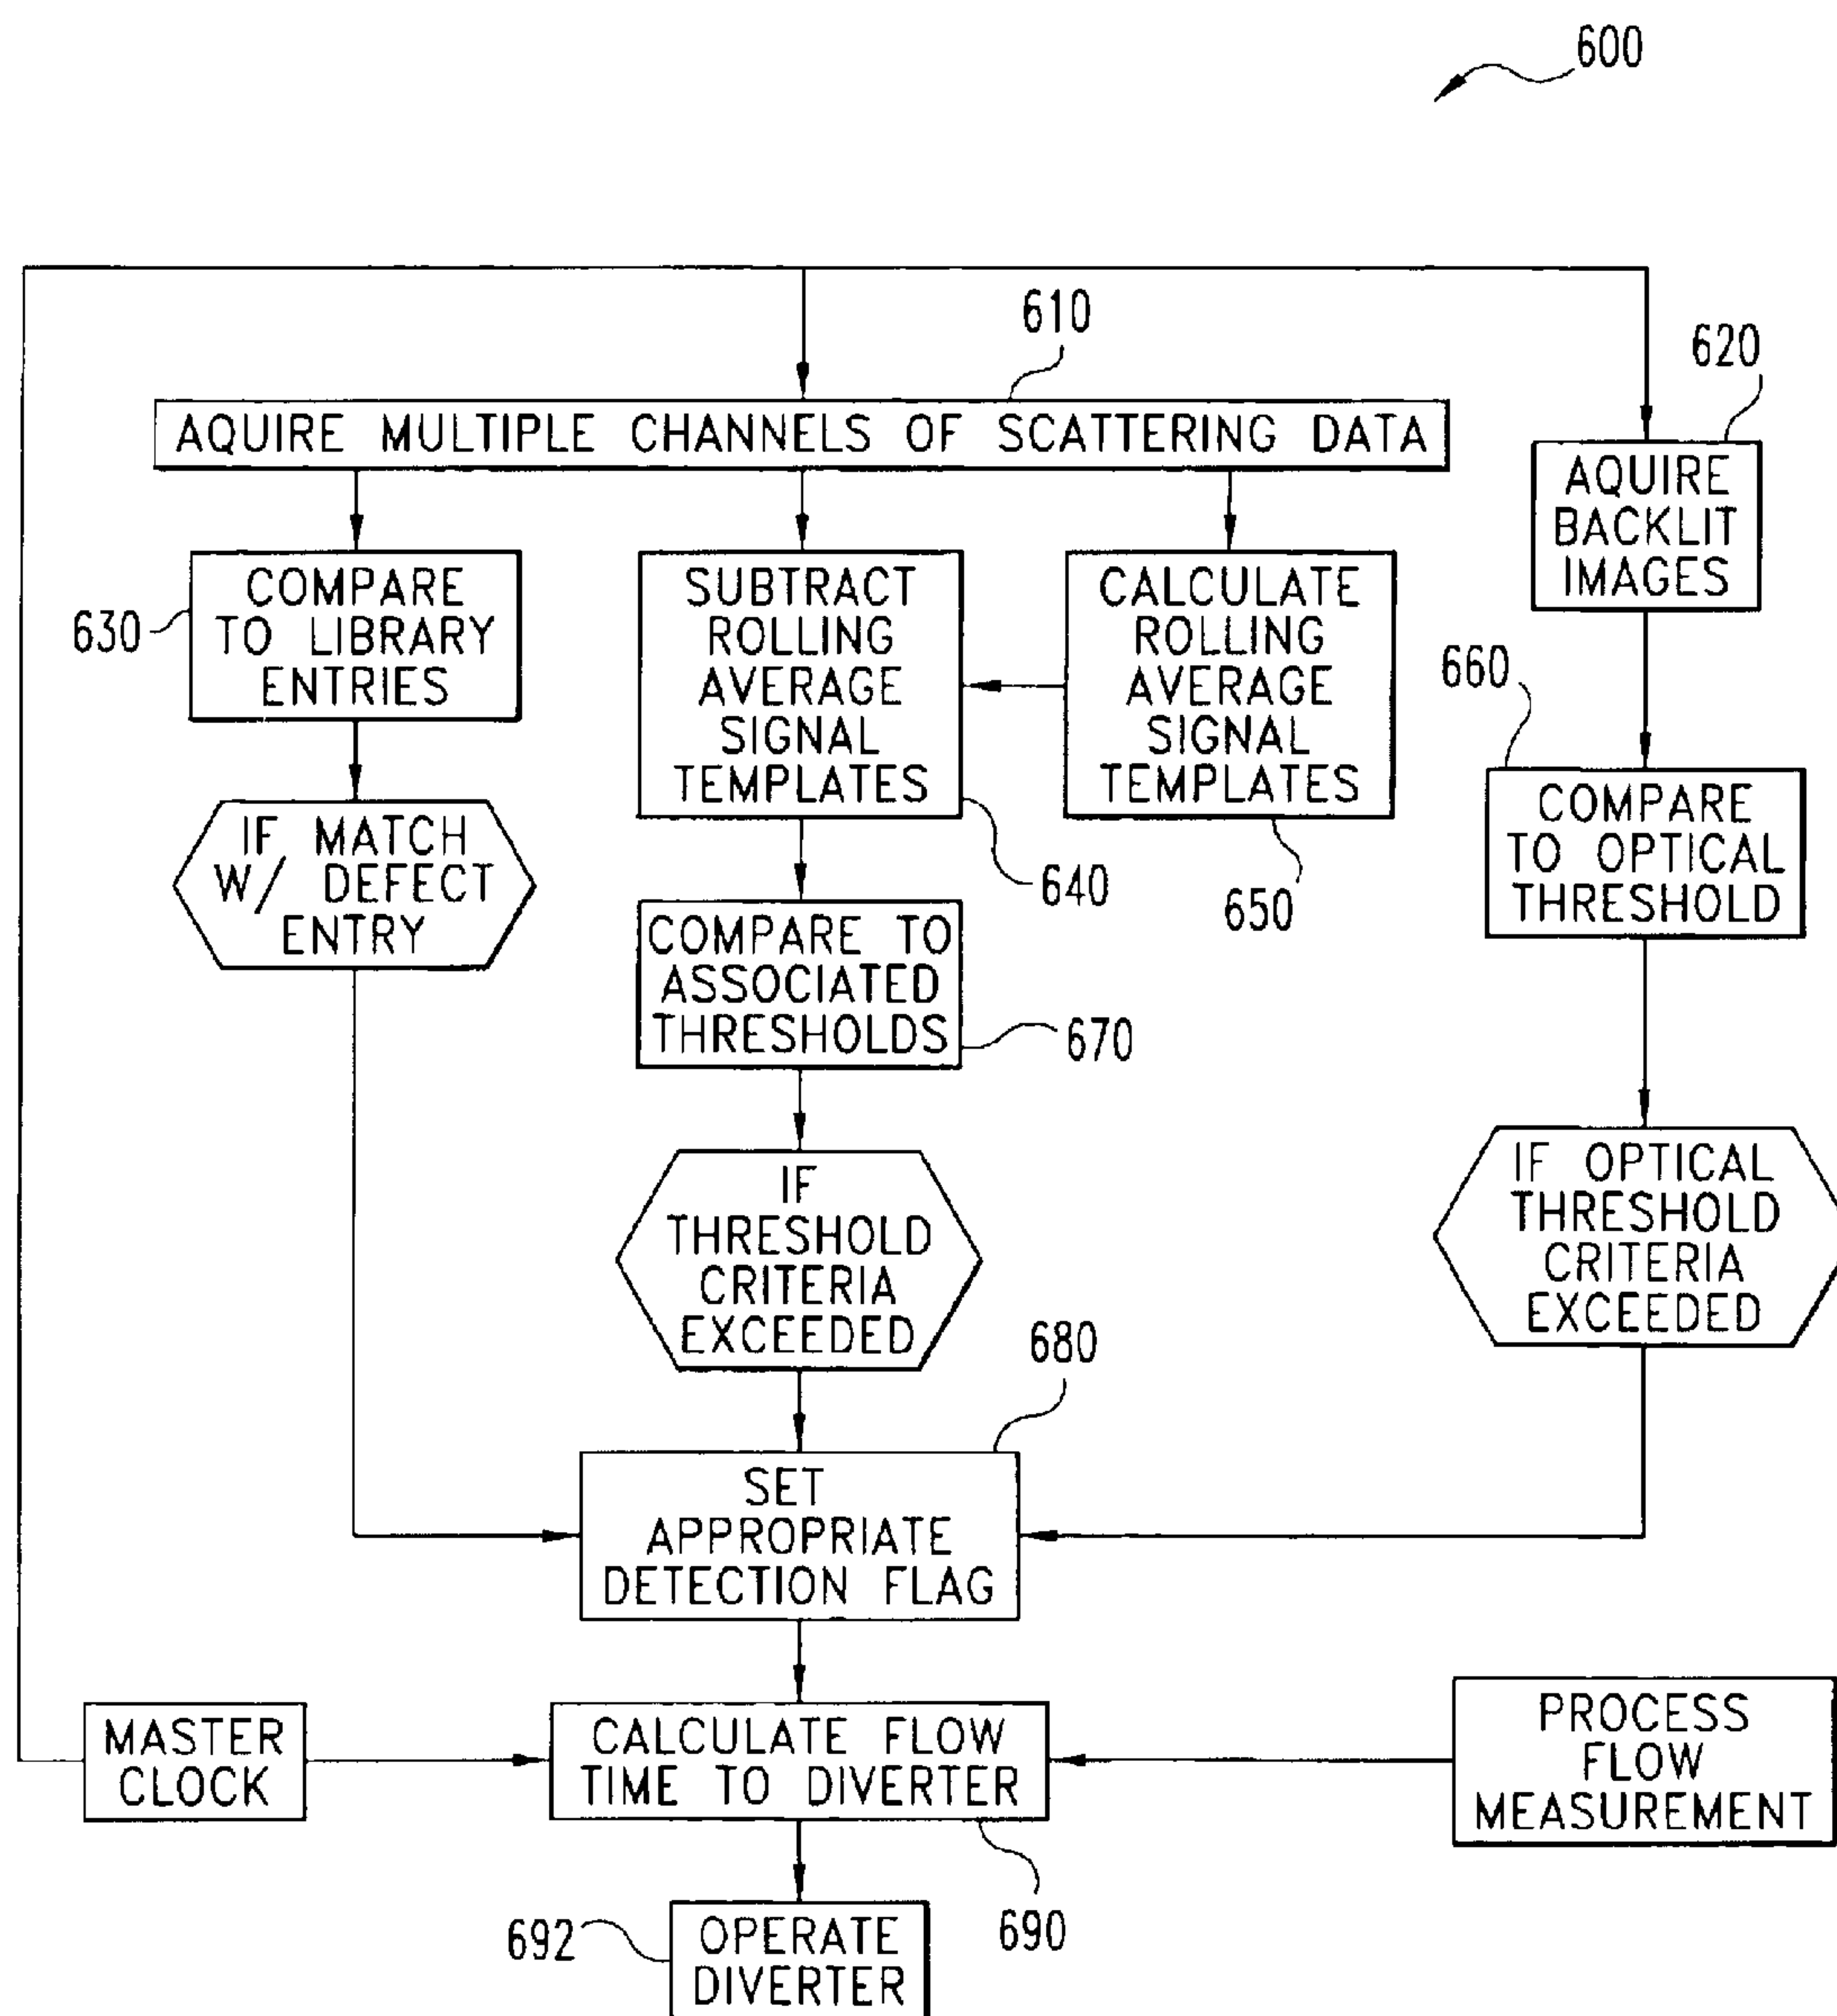 600
610
620
AQUIRE MULTIPLE CHANNELS OF SCATTERING DATA
AQUIRE
BACKLIT
IMAGES
630
COMPARE
TO LIBRARY
ENTRIES
SUBTRACT
ROLLING
AVERAGE
SIGNAL
TEMPLATES
640
CALCULATE
ROLLING
AVERAGE
SIGNAL
TEMPLATES
650
660
COMPARE
TO OPTICAL
THRESHOLD
IF MATCH
W/ DEFECT
ENTRY
COMPARE TO
ASSOCIATED
THRESHOLDS
670
IF
THRESHOLD
CRITERIA
EXCEEDED
IF OPTICAL
THRESHOLD
CRITERIA
EXCEEDED
680
SET
APPROPRIATE
DETECTION FLAG
MASTER
CLOCK
CALCULATE FLOW
TIME TO DIVERTER
690
PROCESS
FLOW
MEASUREMENT
692
OPERATE
DIVERTER